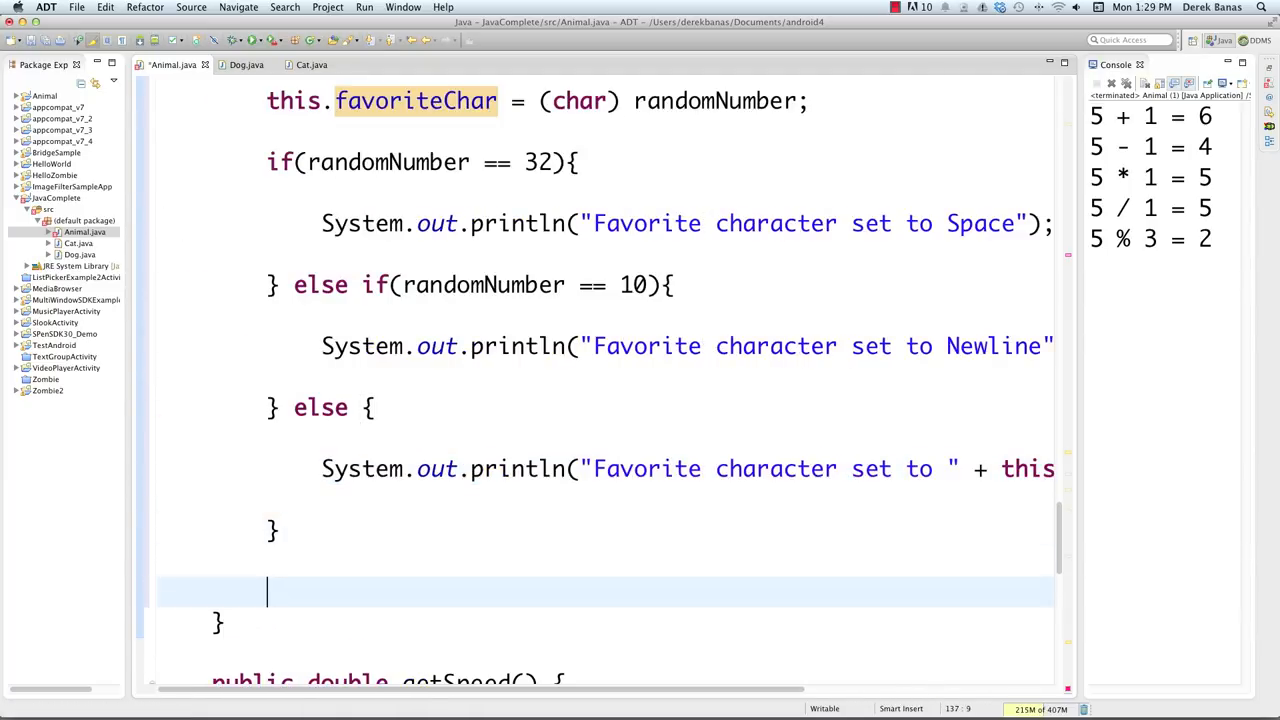 ADT File Edit Refactor Source Navigate Search Project Run Window Help 10 Mon 1:29 PM Derek Banas
Java - JavaComplete/src/Animal.java - ADT - /Users/derekbanas/Documents/android4
Quick Access Java DDMS
Package Exp
*Animal.java Dog.java Cat.java
Console
<terminated> Animal (1) [Java Application] /S
Animal
appcompat_v7
appcompat_v7_2
appcompat_v7_3
appcompat_v7_4
BridgeSample
HelloWorld
HelloZombie
ImageFilterSampleApp
JavaComplete
src
(default package)
Animal.java
Cat.java
Dog.java
JRE System Library [Ja
ListPickerExample2Activi
MediaBrowser
MultiWindowSDKExample
MusicPlayerActivity
SlookActivity
SPenSDK30_Demo
TestAndroid
TextGroupActivity
VideoPlayerActivity
Zombie
Zombie2
this.favoriteChar = (char) randomNumber;
if(randomNumber == 32){
System.out.println("Favorite character set to Space");
} else if(randomNumber == 10){
System.out.println("Favorite character set to Newline"
} else {
System.out.println("Favorite character set to " + this
}
}
public double getSpeed() {
5 + 1 = 6
5 - 1 = 4
5 * 1 = 5
5 / 1 = 5
5 % 3 = 2
Writable Smart Insert 137 : 9 215M of 407M